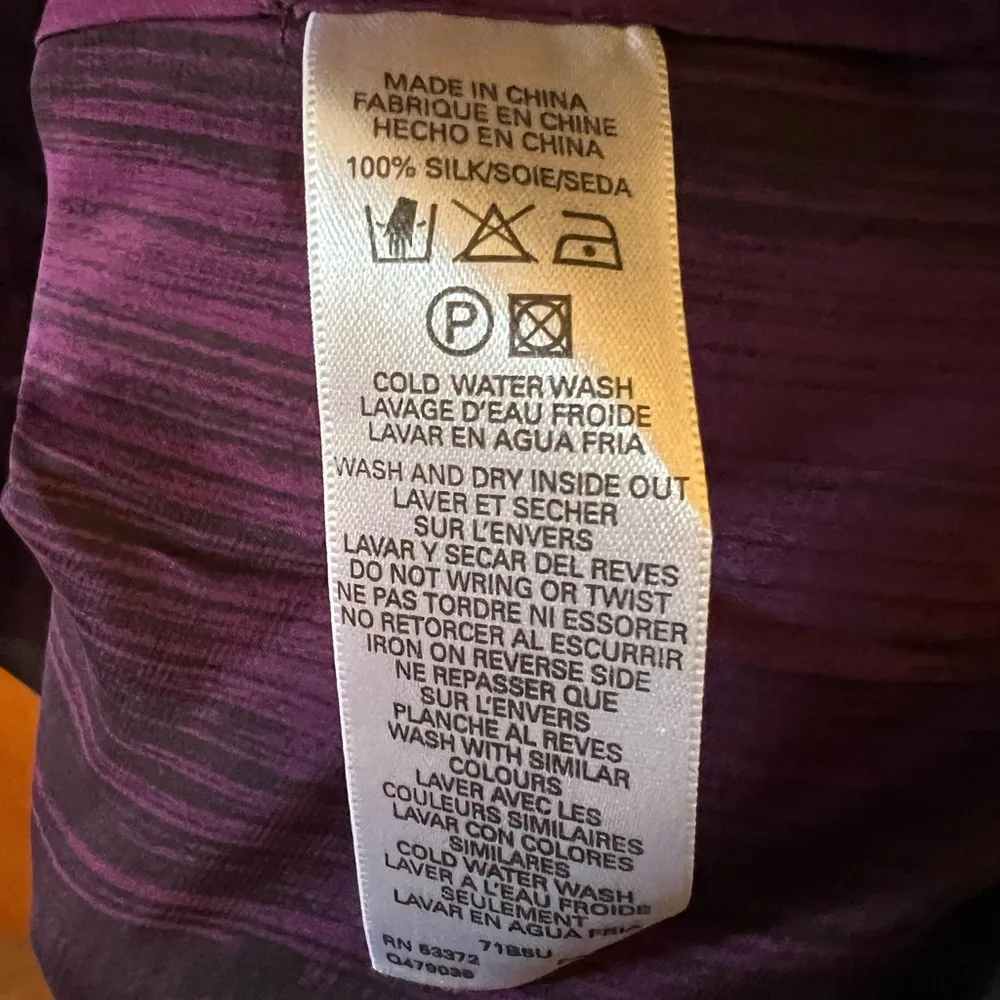 MADE IN CHINA
FABRIQUE EN CHINE
HECHO EN CHINA
100% SILK/SOIE/SEDA
P
COLD WATER WASH
LAVAGE D'EAU FROIDE
LAVAR EN AGUA FRIA
WASH AND DRY INSIDE OUT
LAVER ET SECHER
SUR L'ENVERS
LAVAR Y SECAR DEL REVES
DO NOT WRING OR TWIST
NE PAS TORDRE NI ESSORER
NO RETORCER AL ESCURRIR
IRON ON REVERSE SIDE
NE REPASSER QUE
SUR L'ENVERS
PLANCHE AL REVES
WASH WITH SIMILAR
COLOURS
LAVER AVEC LES
COULEURS SIMILAIRES
LAVAR CON COLORES
SIMILARES
COLD WATER WASH
LAVER A L'EAU FROIDE
SEULEMENT
LAVAR EN AGUA FRIA
RN